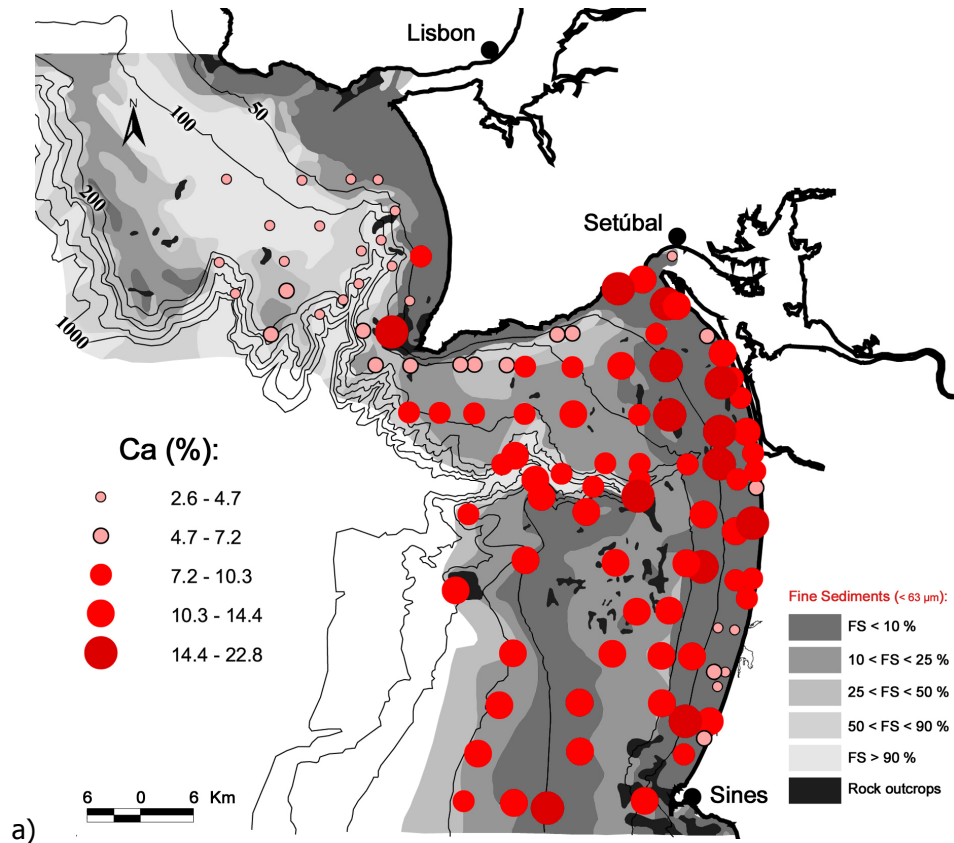 Lisbon
N
50
100
200
1000
Setúbal
Ca (%):
2.6 - 4.7
4.7 - 7.2
7.2 - 10.3
10.3 - 14.4
14.4 - 22.8
Fine Sediments (< 63 µm):
FS < 10 %
10 < FS < 25 %
25 < FS < 50 %
50 < FS < 90 %
FS > 90 %
Rock outcrops
Sines
6 0 6 Km
a)